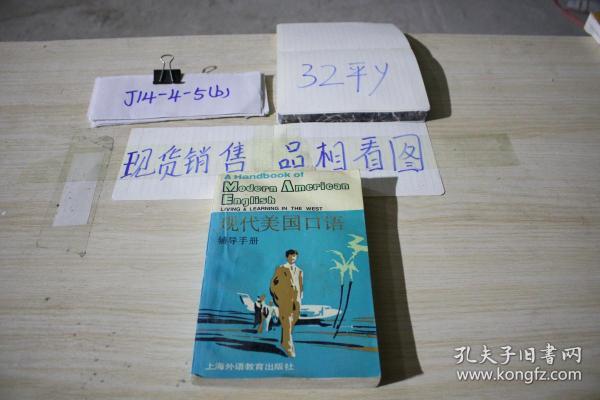 J14-4-5(b)
32平y
现货销售 品相看图
A Handbook of
Modern American
English
LIVING & LEARNING IN THE WEST
现代美国口语
辅导手册
上海外语教育出版社
孔夫子旧书网
www.kongfz.com